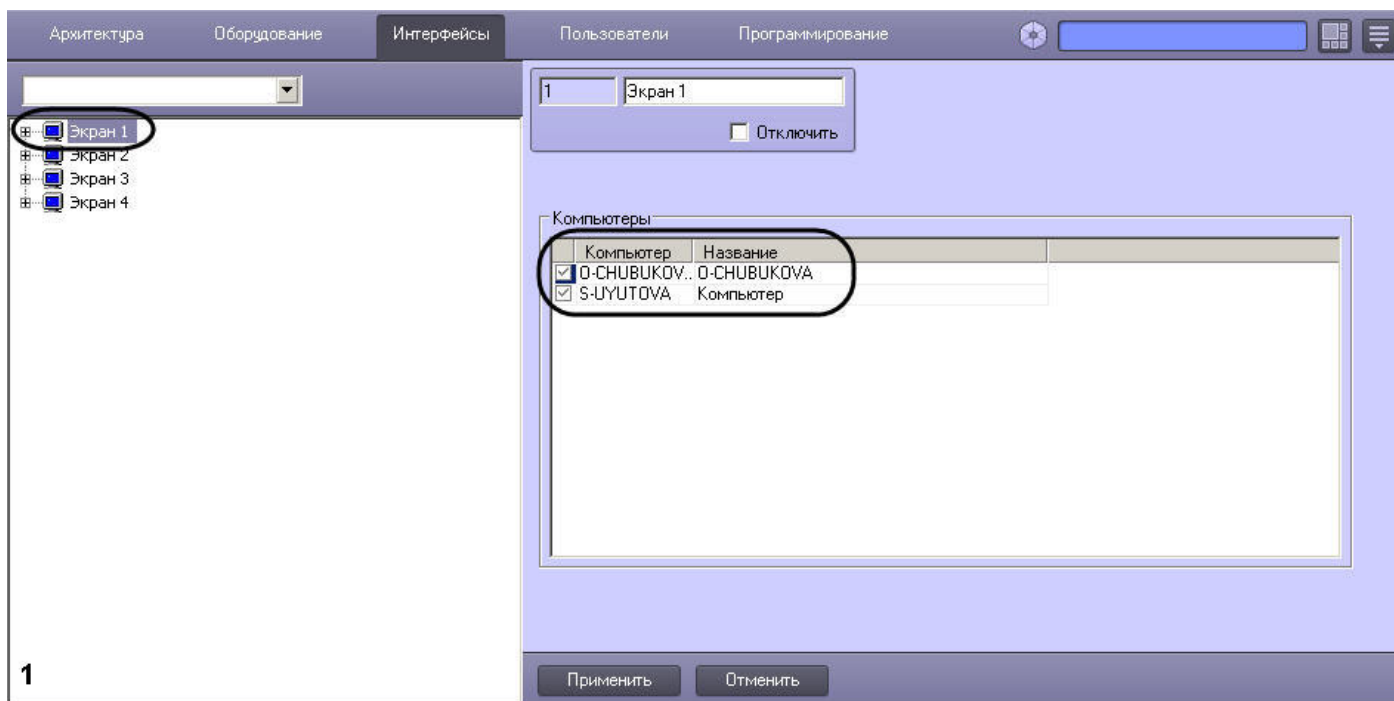 Архитектура Оборудование Интерфейсы Пользователи Программирование
1 Экран 1
Отключить
Экран 1
Экран 2
Экран 3
Экран 4
Компьютеры
Компьютер Название
O-CHUBUKOV.. O-CHUBUKOVA
S-UYUTOVA Компьютер
1
Применить Отменить